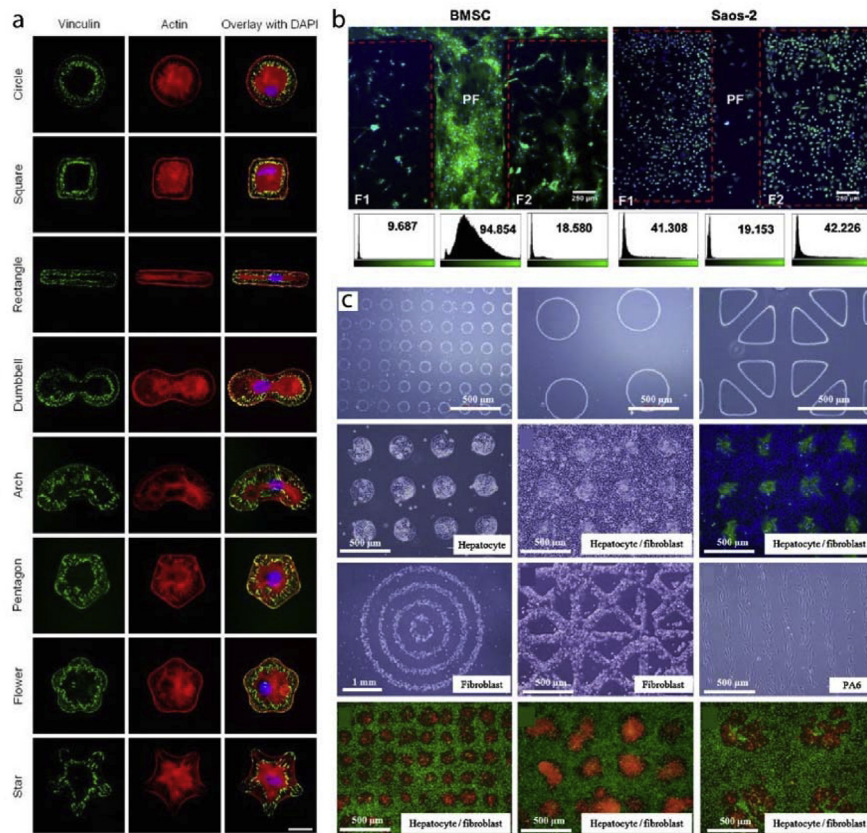 a
Vinculin Actin Overlay with DAPI
Circle
Square
Rectangle
Dumbbell
Arch
Pentagon
Flower
Star
b
BMSC Saos-2
PF PF
F1 F2 F1 F2
250 µm 250 µm
9.687 94.854 18.580 41.308 19.153 42.226
C
500 µm 500 µm 500 µm
500 µm Hepatocyte 500 µm Hepatocyte / fibroblast 500 µm Hepatocyte / fibroblast
1 mm Fibroblast 500 µm Fibroblast 500 µm PA6
500 µm Hepatocyte / fibroblast 500 µm Hepatocyte / fibroblast 500 µm Hepatocyte / fibroblast